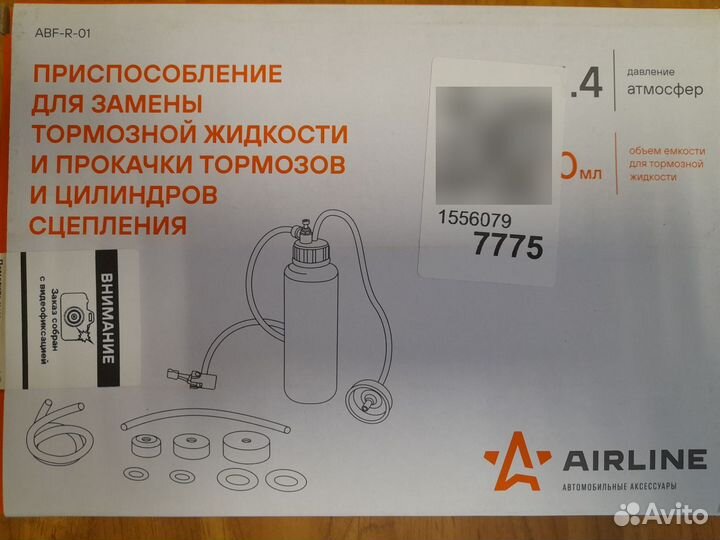 ABF-R-01
ПРИСПОСОБЛЕНИЕ
ДЛЯ ЗАМЕНЫ
ТОРМОЗНОЙ ЖИДКОСТИ
И ПРОКАЧКИ ТОРМОЗОВ
И ЦИЛИНДРОВ
СЦЕПЛЕНИЯ
.4
давление
атмосфер
0мл
объем емкости
для тормозной
жидкости
1556079
7775
ВНИМАНИЕ
Заказ собран
с видеофиксацией
AIRLINE
АВТОМОБИЛЬНЫЕ АКСЕССУАРЫ
Avito